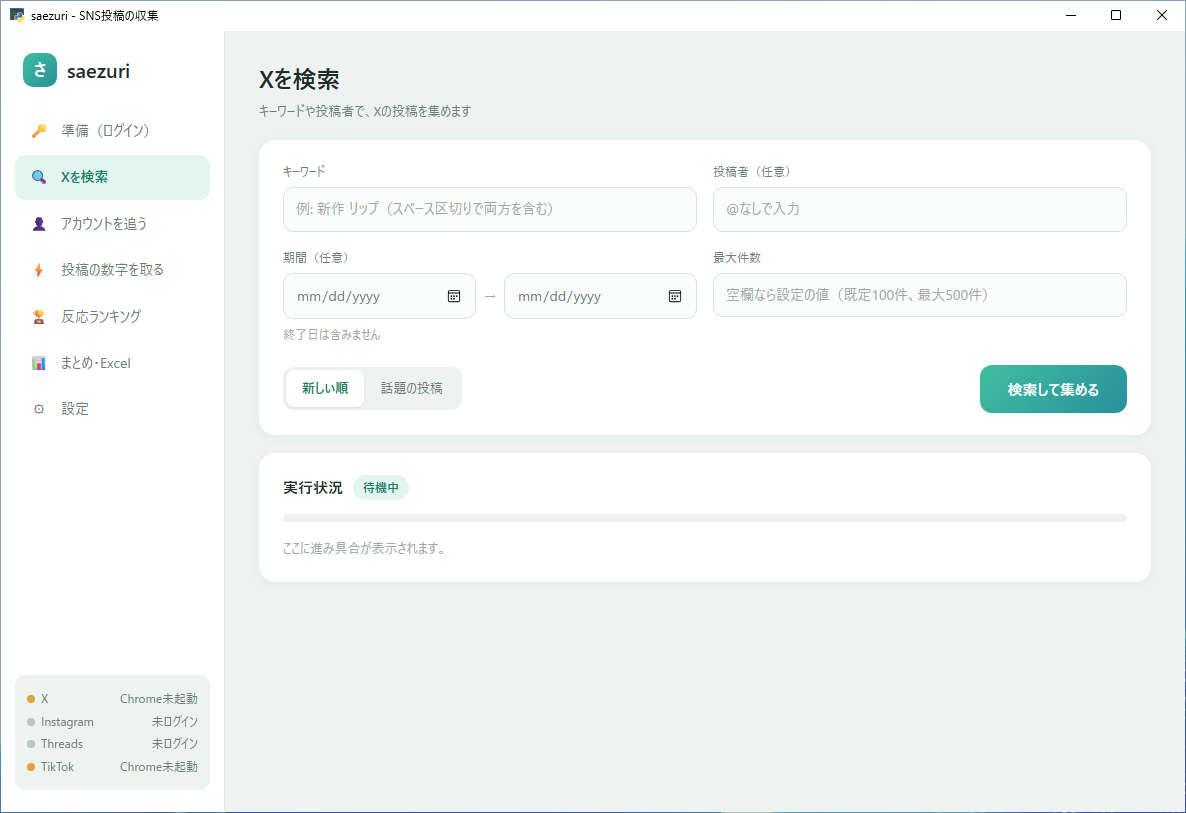 saezuri - SNS投稿の収集
さ
saezuri
準備（ログイン）
Xを検索
アカウントを追う
投稿の数字を取る
反応ランキング
まとめ・Excel
設定
X Chrome未起動
Instagram 未ログイン
Threads 未ログイン
TikTok Chrome未起動
Xを検索
キーワードや投稿者で、Xの投稿を集めます
キーワード
例: 新作 リップ（スペース区切りで両方を含む）
投稿者（任意）
@なしで入力
期間（任意）
mm/dd/yyyy → mm/dd/yyyy
終了日は含みません
最大件数
空欄なら設定の値（既定100件、最大500件）
新しい順 話題の投稿
検索して集める
実行状況 待機中
ここに進み具合が表示されます。